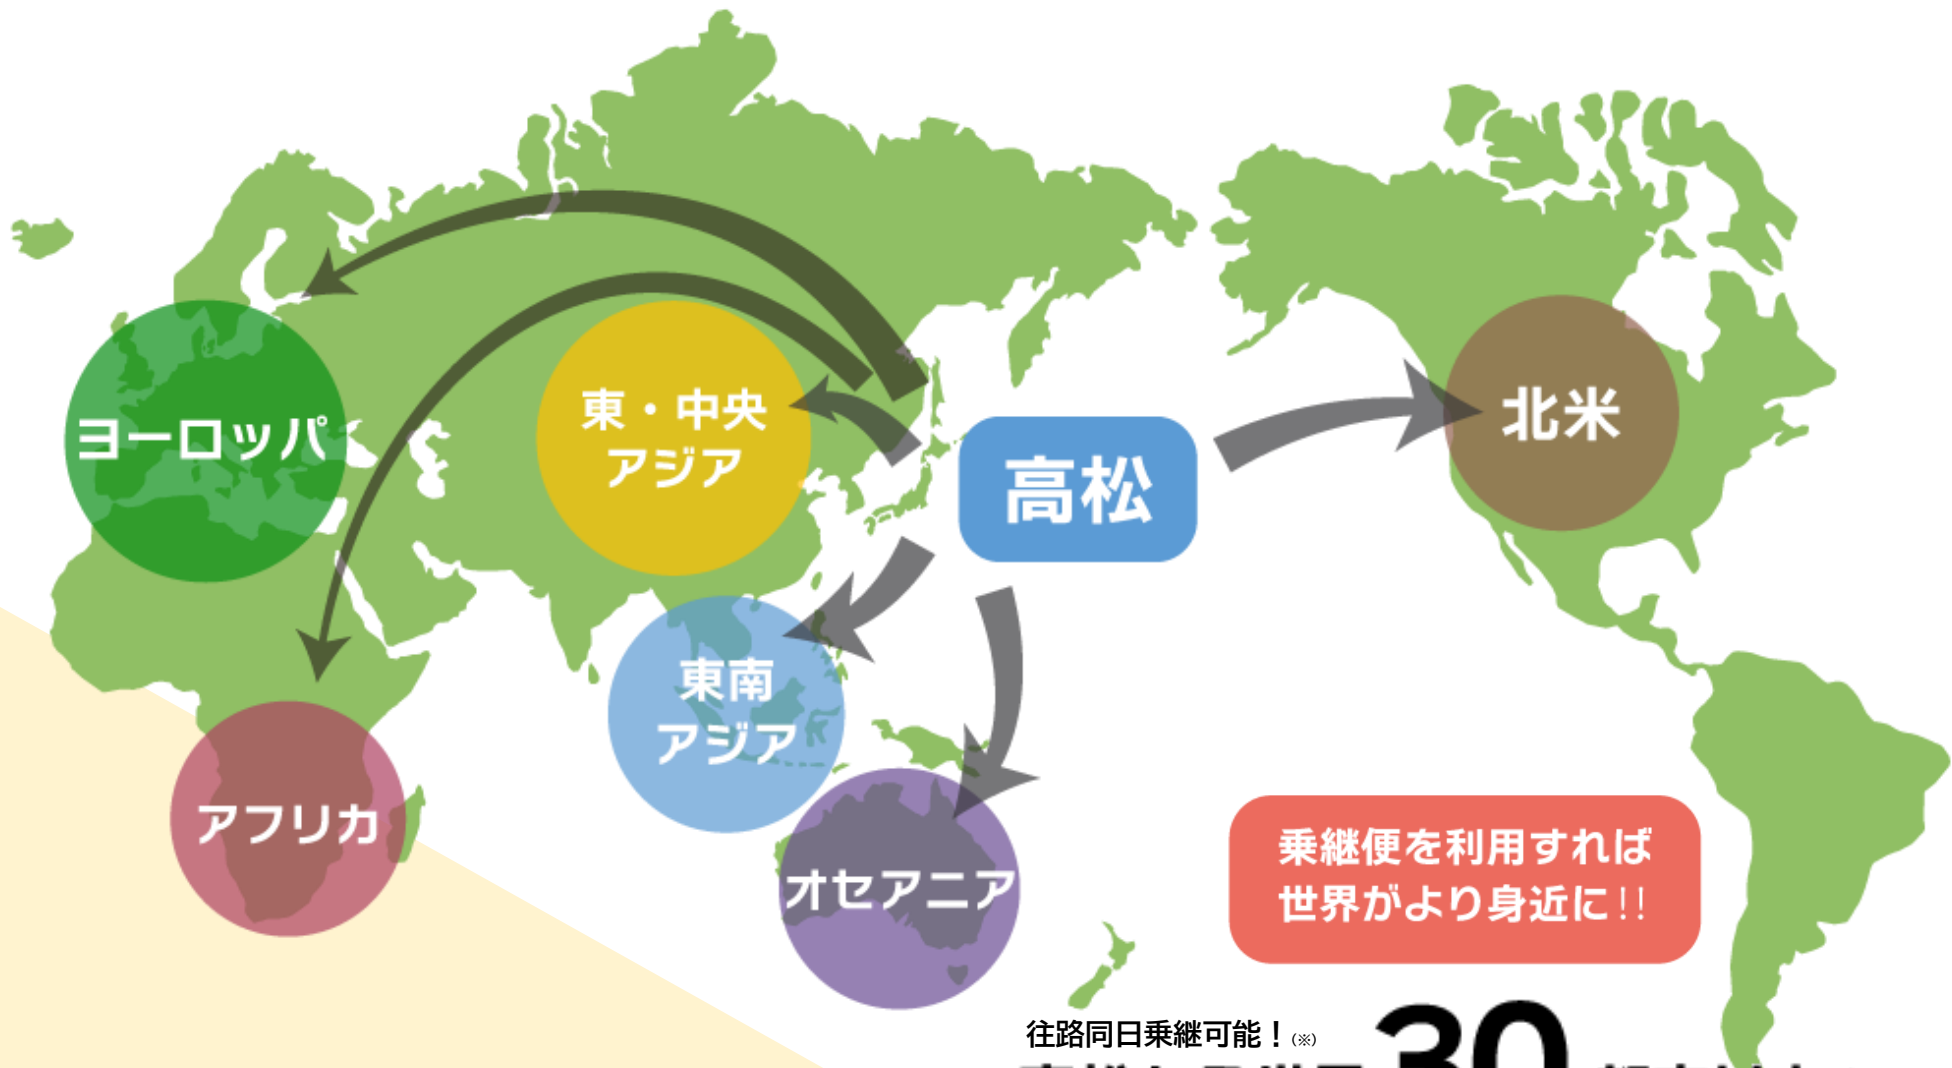 ヨーロッパ
東・中央
アジア
高松
北米
東南
アジア
アフリカ
オセアニア
乗継便を利用すれば
世界がより身近に!!
往路同日乗継可能！(※)
30